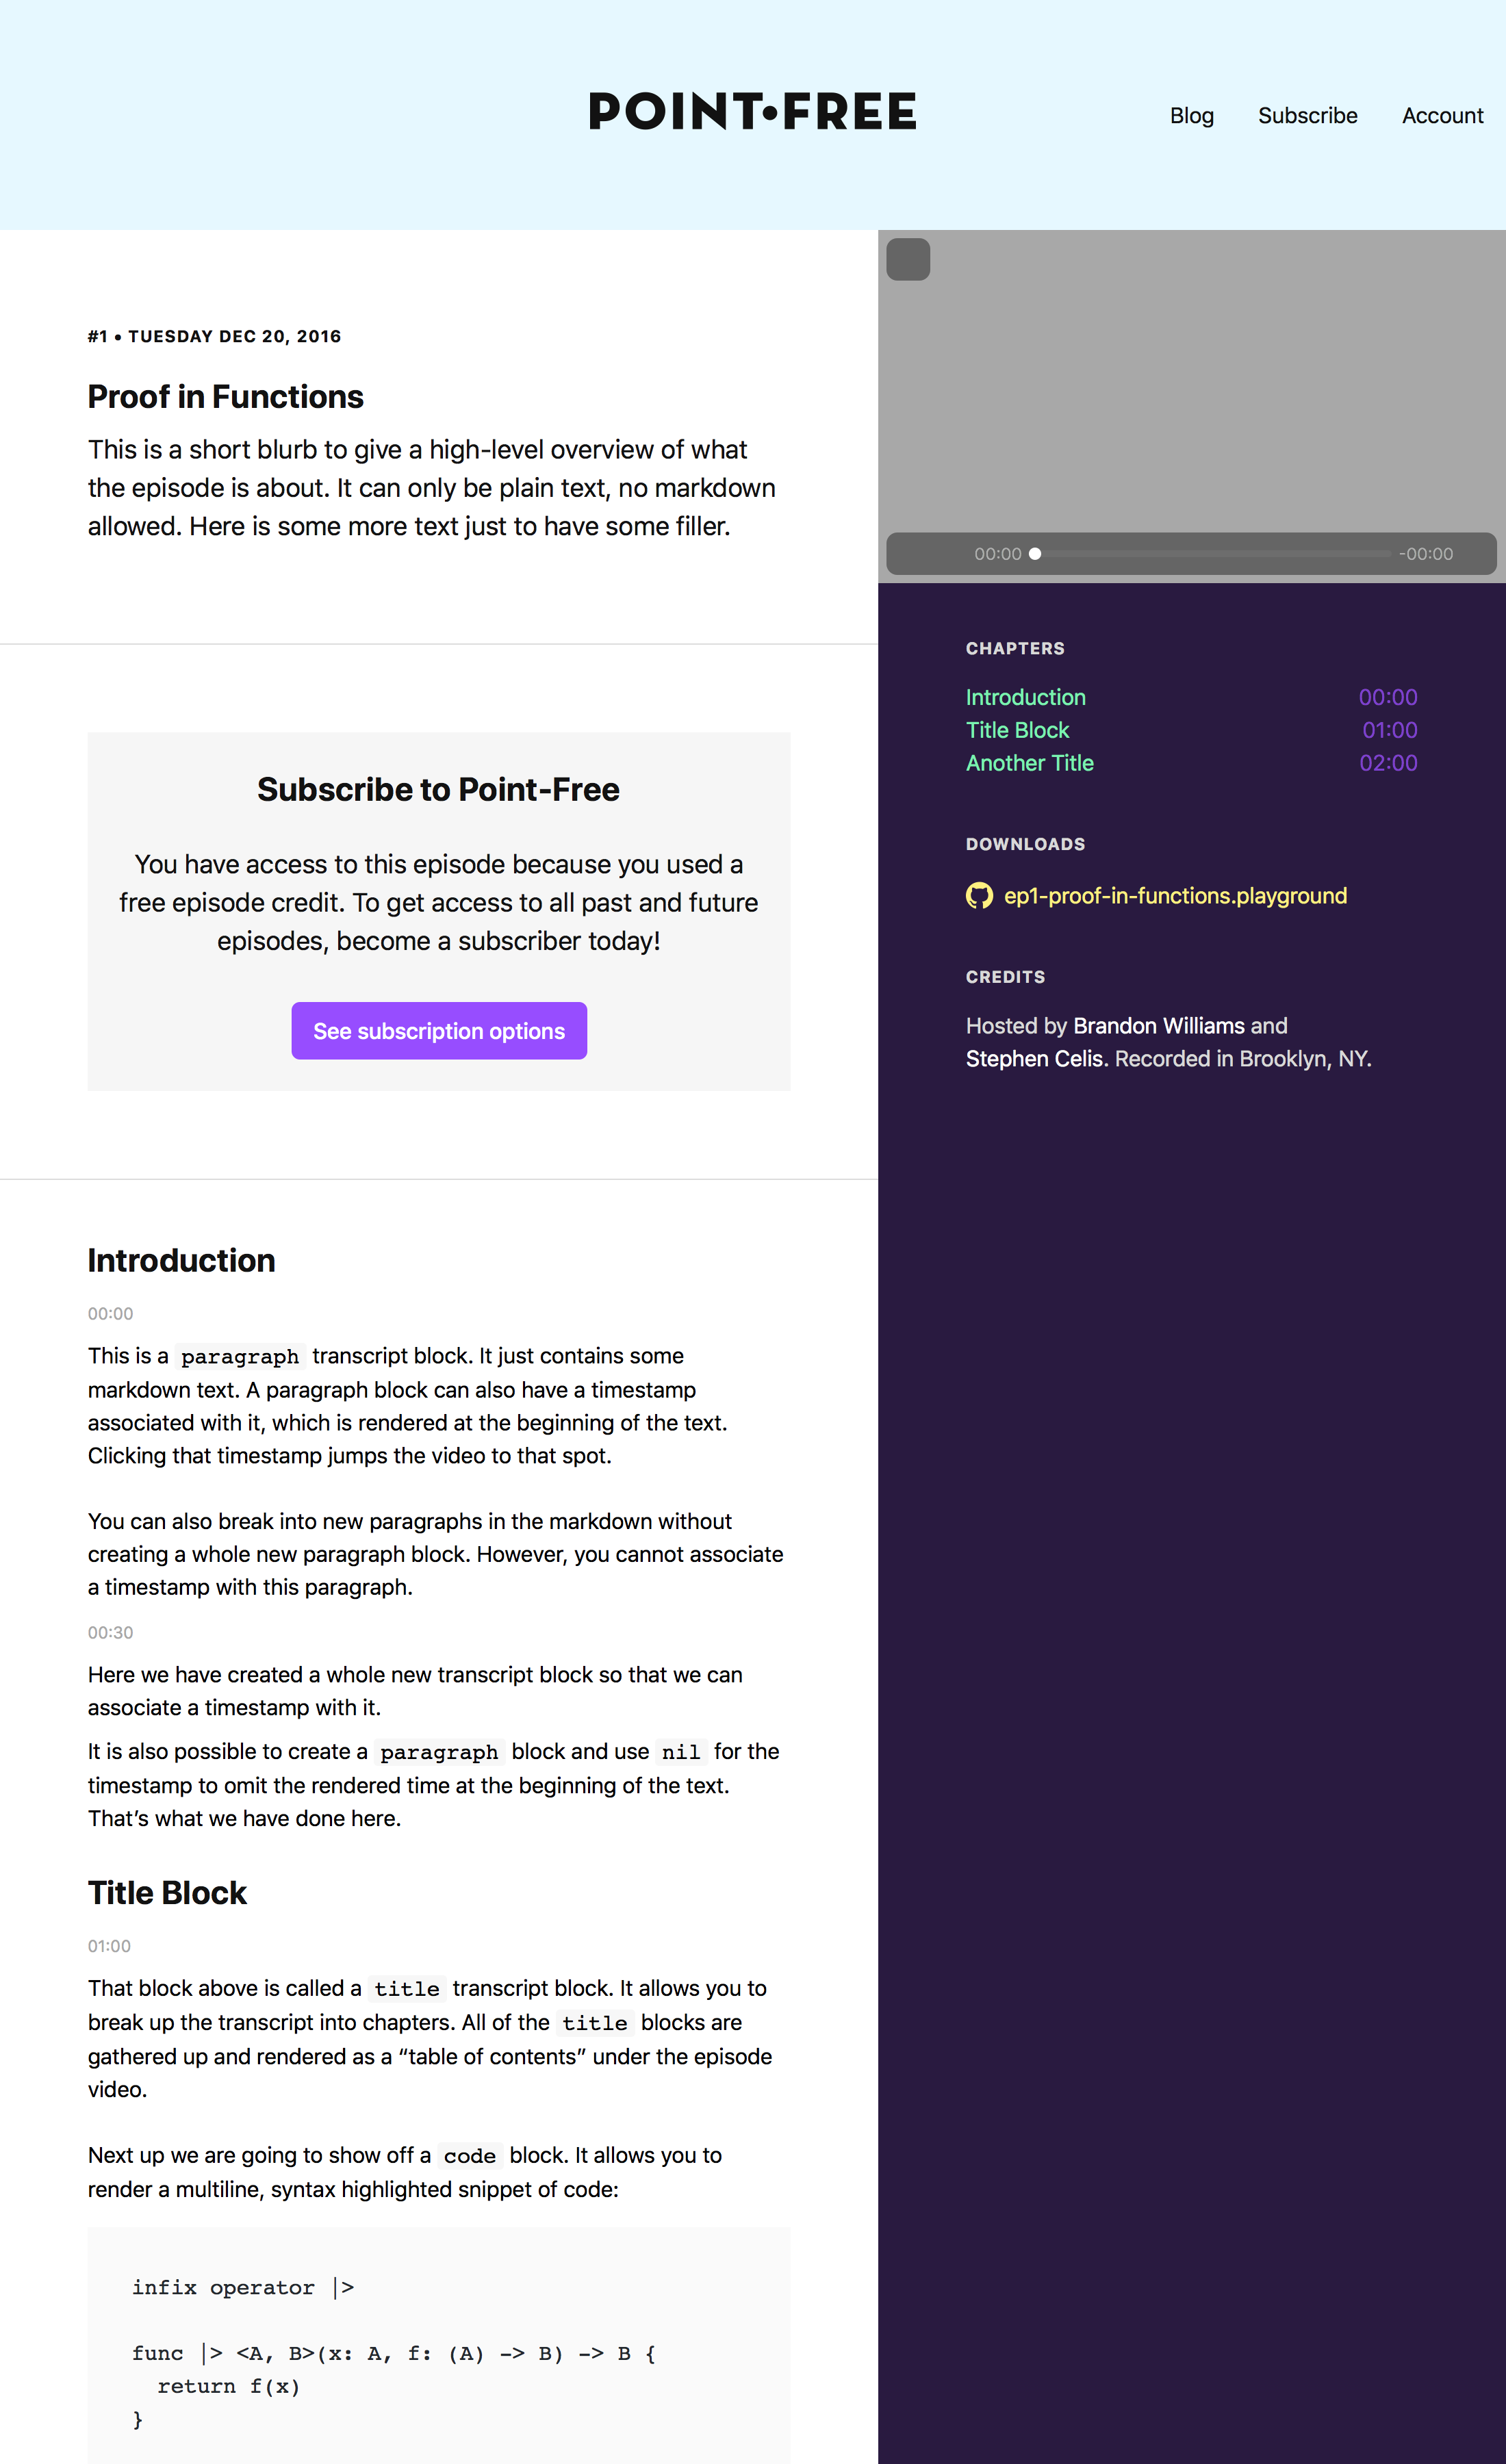 POINT•FREE
Blog
Subscribe
Account
#1 • TUESDAY DEC 20, 2016
Proof in Functions
This is a short blurb to give a high-level overview of what
the episode is about. It can only be plain text, no markdown
allowed. Here is some more text just to have some filler.
Subscribe to Point-Free
You have access to this episode because you used a
free episode credit. To get access to all past and future
episodes, become a subscriber today!
See subscription options
Introduction
00:00
This is a paragraph transcript block. It just contains some
markdown text. A paragraph block can also have a timestamp
associated with it, which is rendered at the beginning of the text.
Clicking that timestamp jumps the video to that spot.
You can also break into new paragraphs in the markdown without
creating a whole new paragraph block. However, you cannot associate
a timestamp with this paragraph.
00:30
Here we have created a whole new transcript block so that we can
associate a timestamp with it.
It is also possible to create a paragraph block and use nil for the
timestamp to omit the rendered time at the beginning of the text.
That’s what we have done here.
Title Block
01:00
That block above is called a title transcript block. It allows you to
break up the transcript into chapters. All of the title blocks are
gathered up and rendered as a “table of contents” under the episode
video.
Next up we are going to show off a code block. It allows you to
render a multiline, syntax highlighted snippet of code:
infix operator |>
func |> <A, B>(x: A, f: (A) -> B) -> B {
  return f(x)
}
00:00
-00:00
CHAPTERS
Introduction 00:00
Title Block 01:00
Another Title 02:00
DOWNLOADS
ep1-proof-in-functions.playground
CREDITS
Hosted by Brandon Williams and
Stephen Celis. Recorded in Brooklyn, NY.